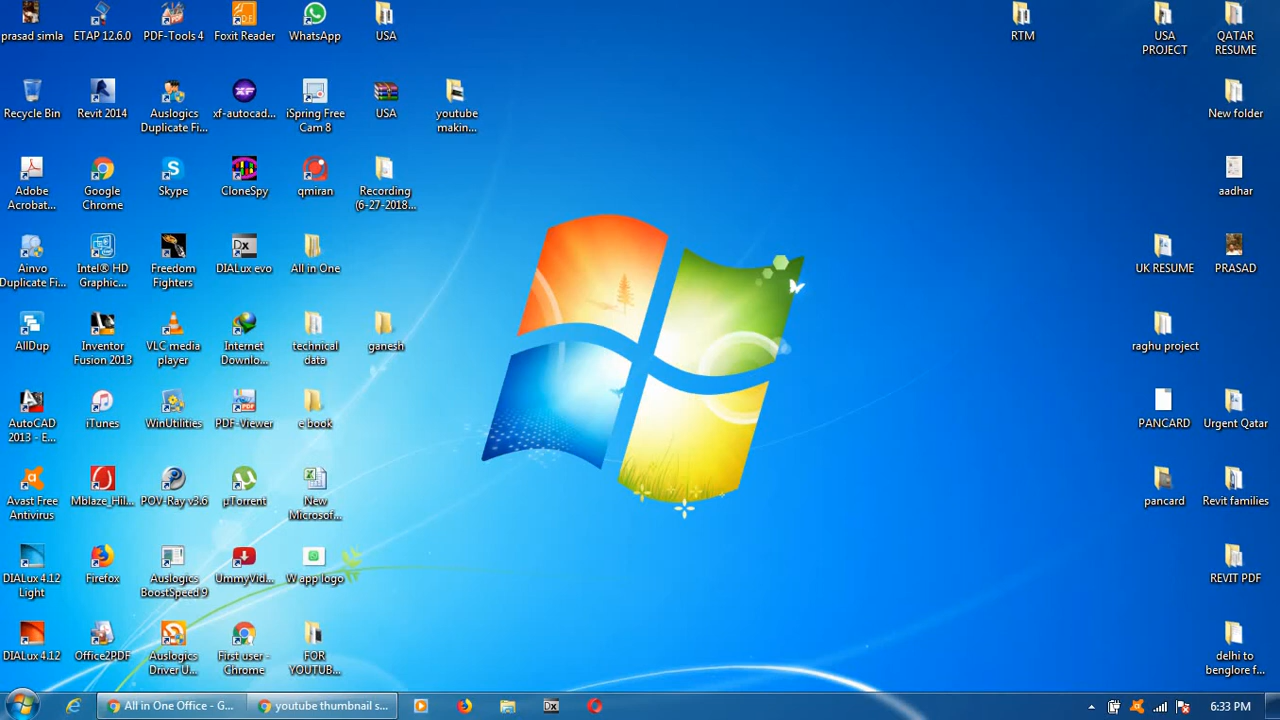 prasad simla
ETAP 12.6.0
PDF-Tools 4
Foxit Reader
WhatsApp
USA
RTM
USA
PROJECT
QATAR
RESUME
Recycle Bin
Revit 2014
Auslogics
Duplicate Fi...
xf-autocad...
iSpring Free
Cam 8
USA
youtube
makin...
New folder
Adobe
Acrobat...
Google
Chrome
Skype
CloneSpy
qmiran
Recording
(6-27-2018...
aadhar
Ainvo
Duplicate Fi...
Intel® HD
Graphic...
Freedom
Fighters
DIALux evo
All in One
UK RESUME
PRASAD
AllDup
Inventor
Fusion 2013
VLC media
player
Internet
Downlo...
technical
data
ganesh
raghu project
AutoCAD
2013 - E...
iTunes
WinUtilities
PDF-Viewer
e book
PANCARD
Urgent Qatar
Avast Free
Antivirus
Mblaze_Hil...
POV-Ray v3.6
µTorrent
New
Microsof...
pancard
Revit families
DIALux 4.12
Light
Firefox
Auslogics
BoostSpeed 9
UmmyVid...
W app logo
REVIT PDF
DIALux 4.12
Office2PDF
Auslogics
Driver U...
First user -
Chrome
FOR
YOUTUB...
delhi to
benglore f...
All in One Office - G...
youtube thumbnail s...
6:33 PM